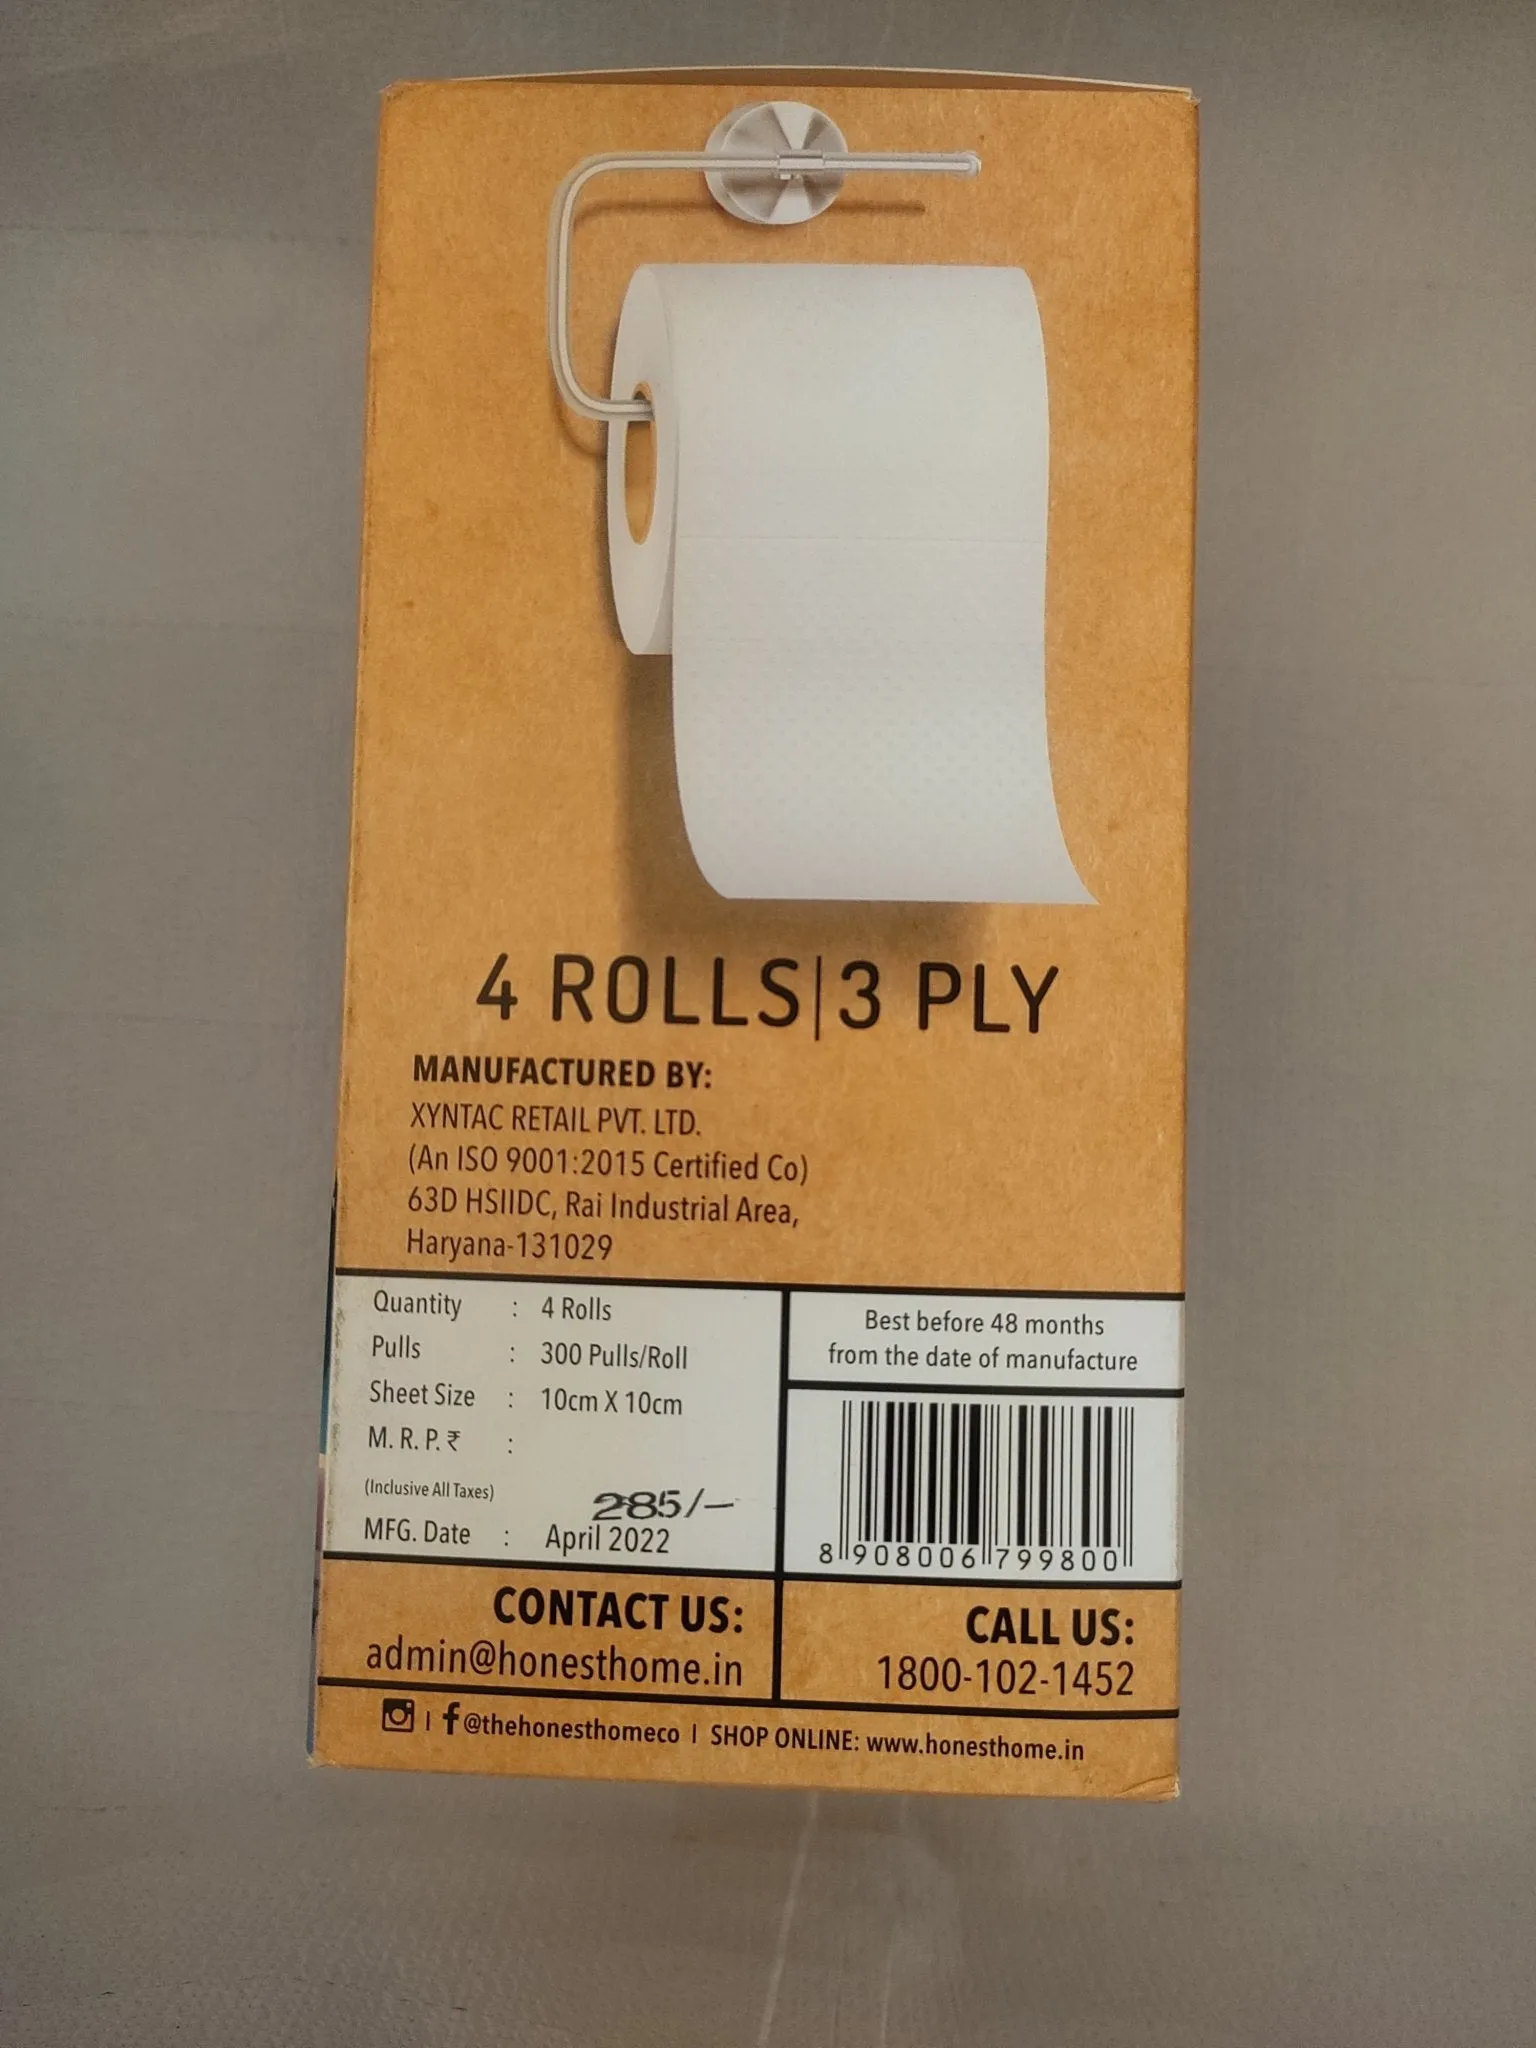 4 ROLLS|3 PLY
MANUFACTURED BY:
XYNTAC RETAIL PVT. LTD.
(An ISO 9001:2015 Certified Co)
63D HSIIDC, Rai Industrial Area,
Haryana-131029
Quantity : 4 Rolls
Pulls : 300 Pulls/Roll
Sheet Size : 10cm X 10cm
M. R. P. ₹ :
(Inclusive All Taxes)
285/-
MFG. Date : April 2022
Best before 48 months
from the date of manufacture
8 908006 799800
CONTACT US:
admin@honesthome.in
CALL US:
1800-102-1452
| f @thehonesthomeco | SHOP ONLINE: www.honesthome.in